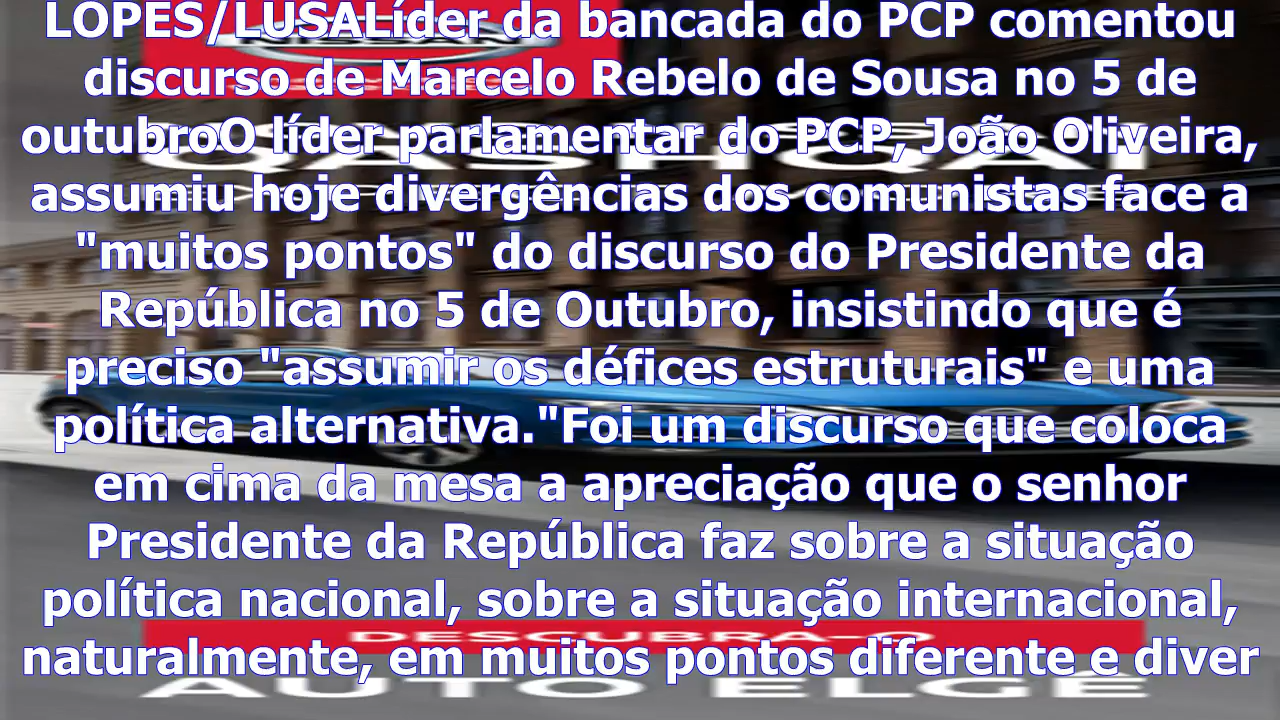 LOPES/LUSALíder da bancada do PCP comentou
discurso de Marcelo Rebelo de Sousa no 5 de
outubroO líder parlamentar do PCP, João Oliveira,
assumiu hoje divergências dos comunistas face a
"muitos pontos" do discurso do Presidente da
República no 5 de Outubro, insistindo que é
preciso "assumir os défices estruturais" e uma
política alternativa."Foi um discurso que coloca
em cima da mesa a apreciação que o senhor
Presidente da República faz sobre a situação
política nacional, sobre a situação internacional,
naturalmente, em muitos pontos diferente e diver
QASHQAI
DESCUBRA-O
AUTO ELGÊ